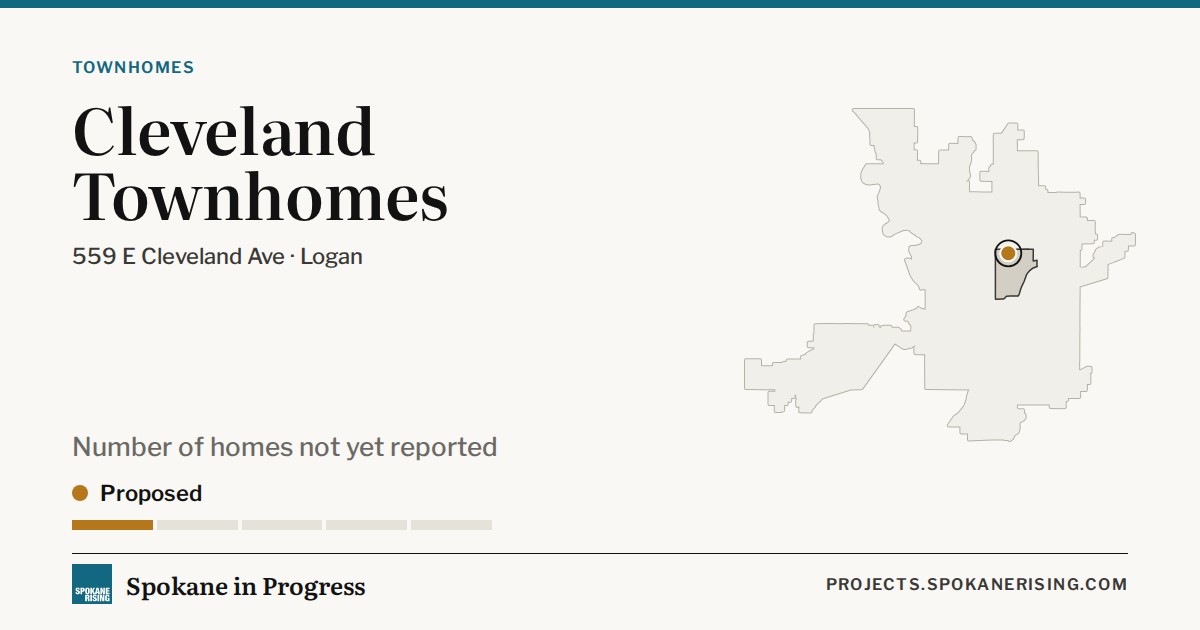 TOWNHOMES
Cleveland
Townhomes
559 E Cleveland Ave · Logan
Number of homes not yet reported
Proposed
SPOKANE
RISING
Spokane in Progress
PROJECTS.SPOKANERISING.COM